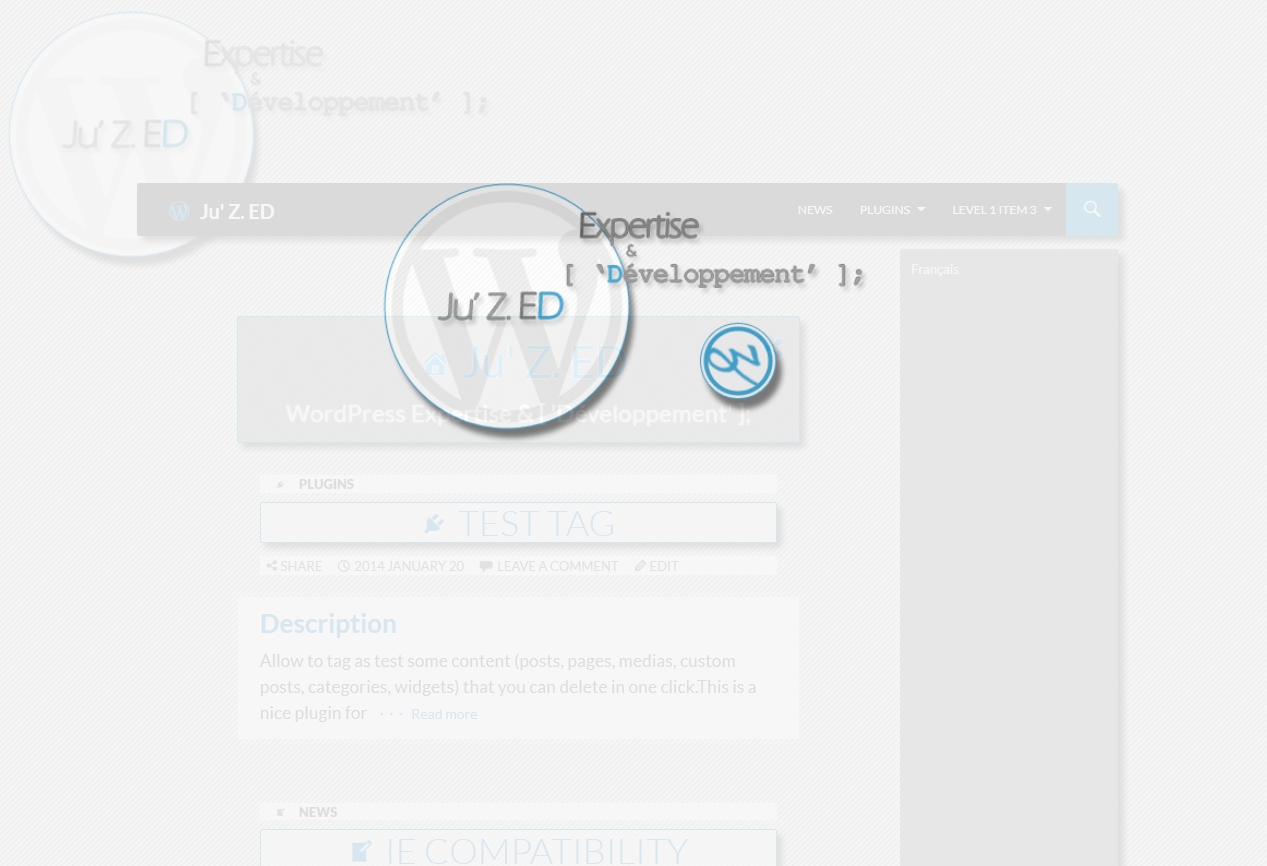 Expertise
&
[ ‘Développement’ ];
Ju’ Z. ED
Ju' Z. ED
NEWS
PLUGINS
LEVEL 1 ITEM 3
Expertise
&
[ ‘Développement’ ];
Ju’ Z. ED
Français
Ju' Z. ED
WordPress Expertise & [ 'Développement' ];
PLUGINS
TEST TAG
SHARE 2014 JANUARY 20 LEAVE A COMMENT EDIT
Description
Allow to tag as test some content (posts, pages, medias, custom
posts, categories, widgets) that you can delete in one click.This is a
nice plugin for · · · Read more
NEWS
IE COMPATIBILITY